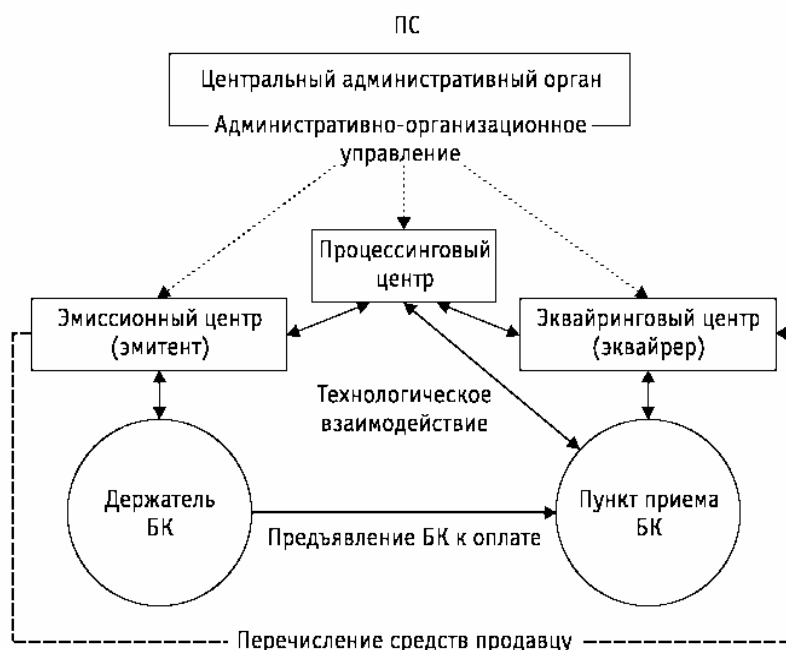 ПС
Центральный административный орган
Административно-организационное
управление
Процессинговый
центр
Эмиссионный центр
(эмитент)
Эквайринговый центр
(эквайрер)
Технологическое
взаимодействие
Держатель
БК
Пункт приема
БК
Предъявление БК к оплате
Перечисление средств продавцу